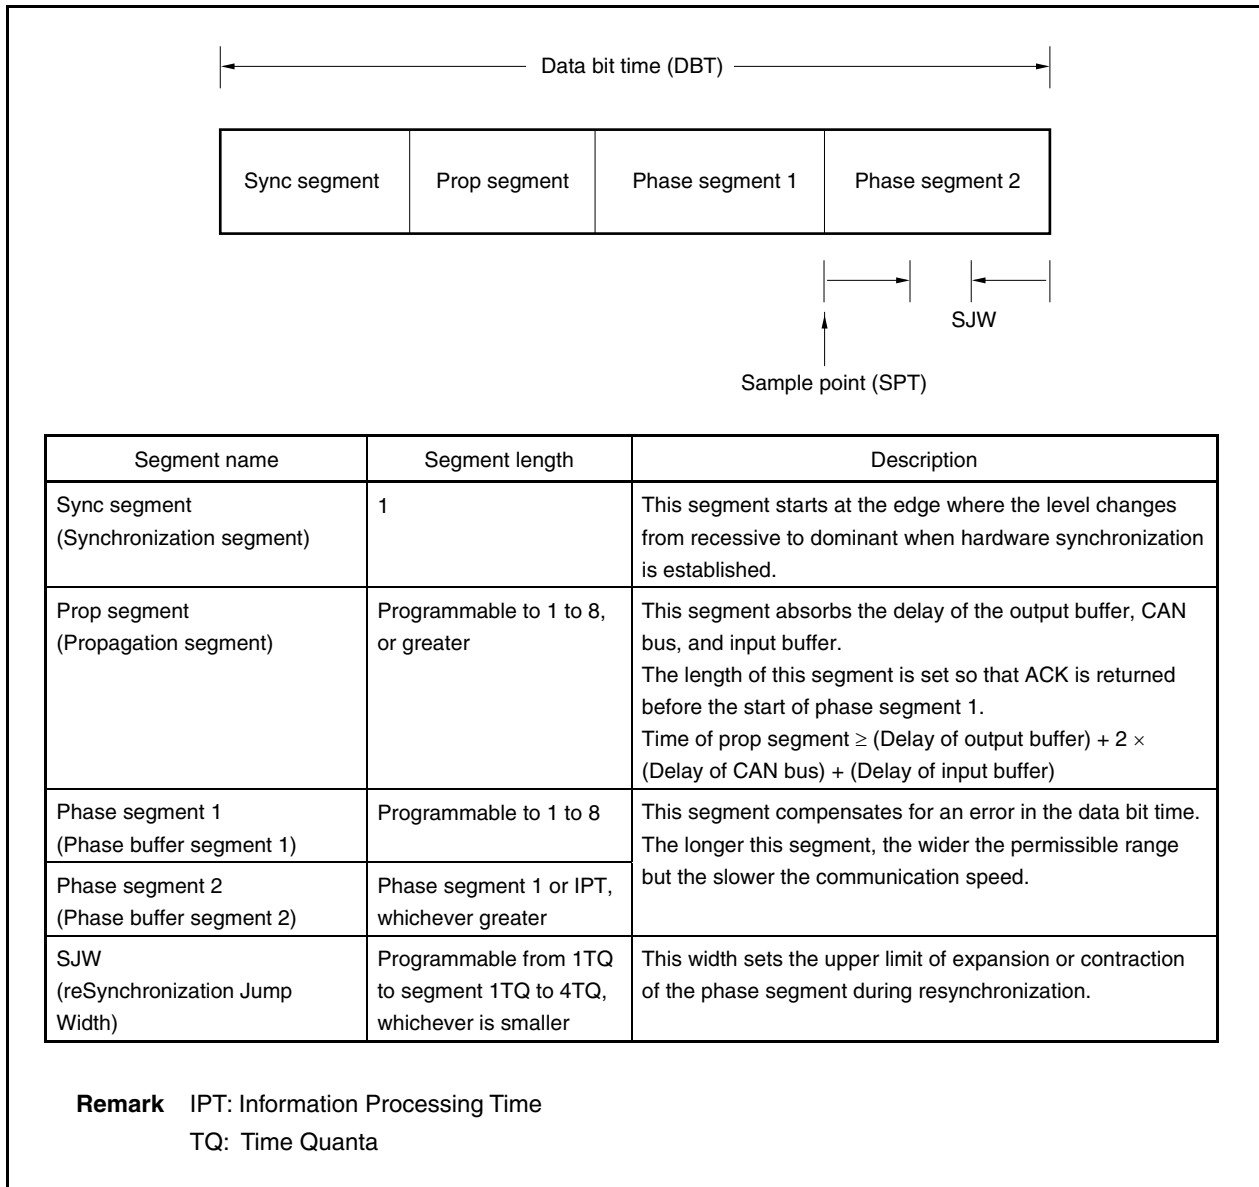 Data bit time (DBT)
Sync segment
Prop segment
Phase segment 1
Phase segment 2
SJW
Sample point (SPT)
Segment name
Segment length
Description
Sync segment
(Synchronization segment)
1
This segment starts at the edge where the level changes
from recessive to dominant when hardware synchronization
is established.
Prop segment
(Propagation segment)
Programmable to 1 to 8,
or greater
This segment absorbs the delay of the output buffer, CAN
bus, and input buffer.
The length of this segment is set so that ACK is returned
before the start of phase segment 1.
Time of prop segment ≥ (Delay of output buffer) + 2 ×
(Delay of CAN bus) + (Delay of input buffer)
Phase segment 1
(Phase buffer segment 1)
Programmable to 1 to 8
This segment compensates for an error in the data bit time.
The longer this segment, the wider the permissible range
but the slower the communication speed.
Phase segment 2
(Phase buffer segment 2)
Phase segment 1 or IPT,
whichever greater
SJW
(reSynchronization Jump
Width)
Programmable from 1TQ
to segment 1TQ to 4TQ,
whichever is smaller
This width sets the upper limit of expansion or contraction
of the phase segment during resynchronization.
Remark IPT: Information Processing Time
TQ: Time Quanta